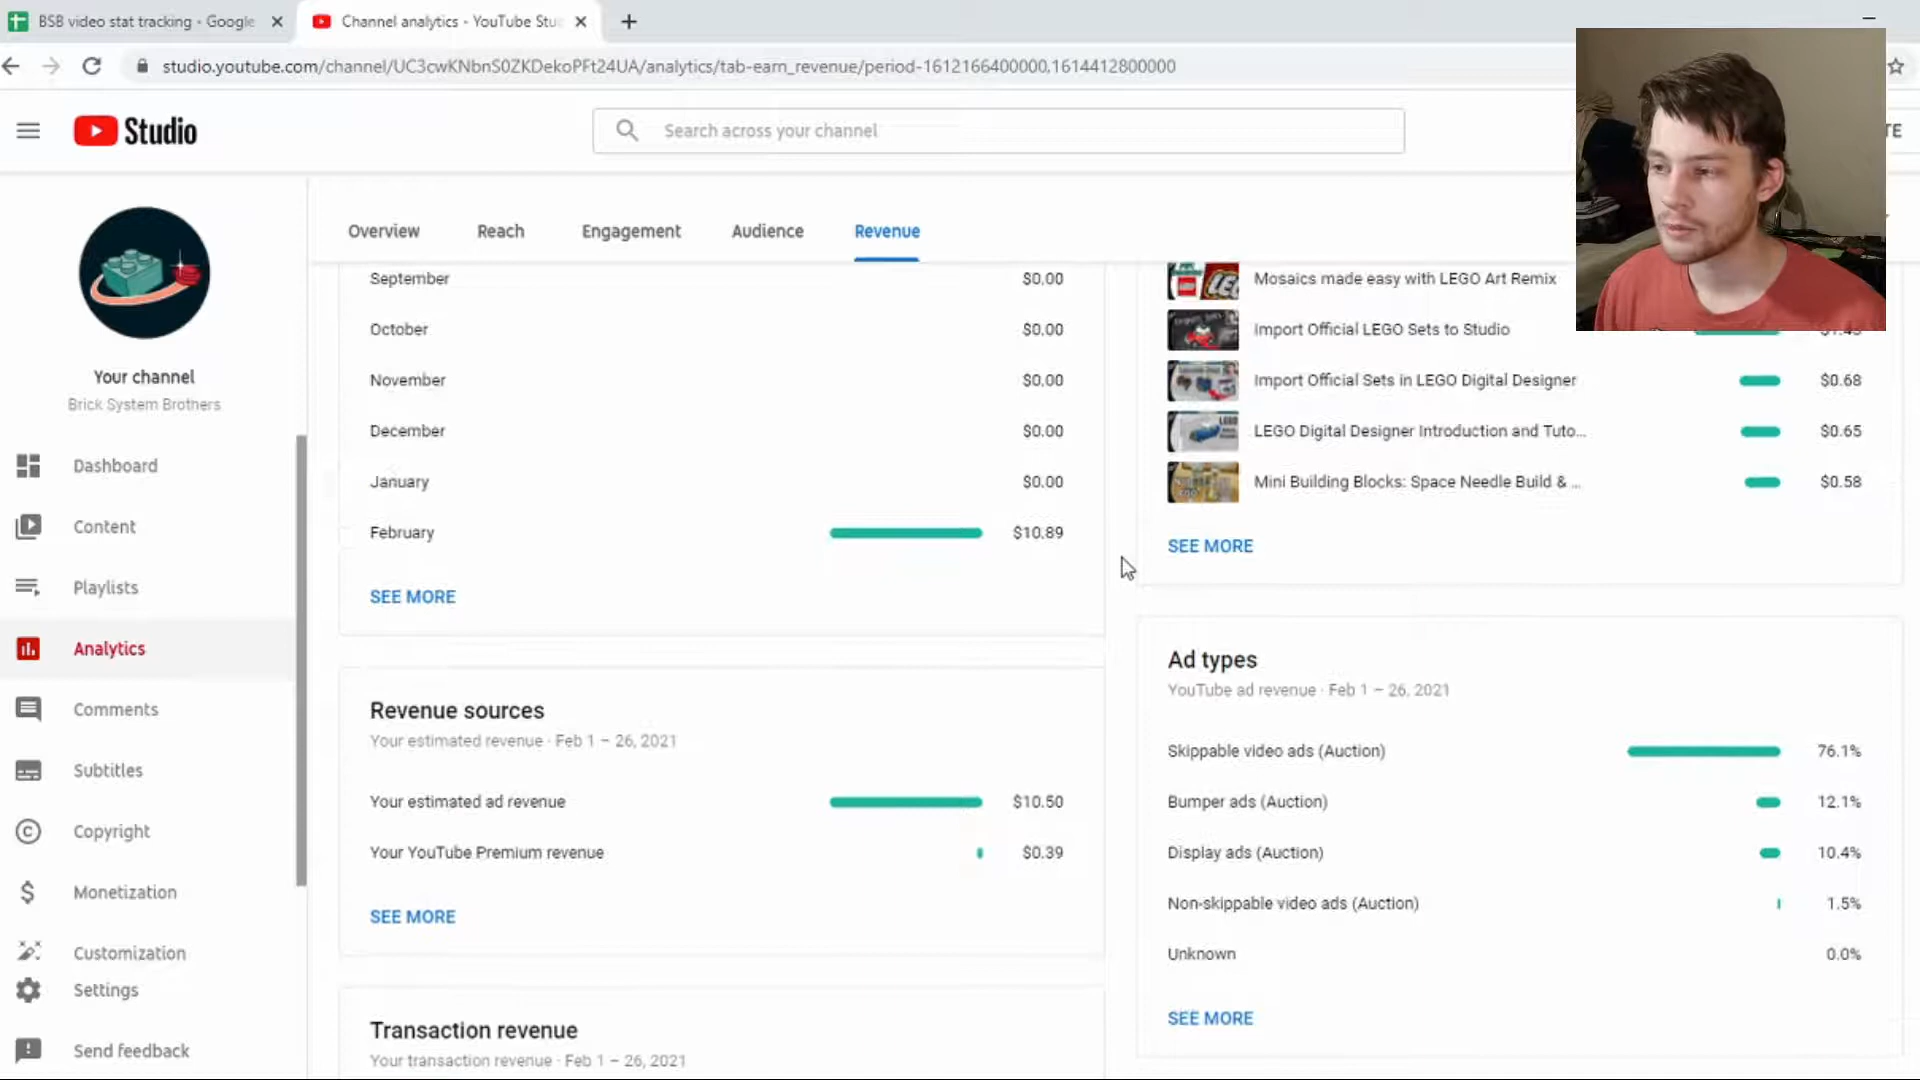 BSB video stat tracking - Google
Channel analytics - YouTube Stu
studio.youtube.com/channel/UC3cwKNbnS0ZKDekoPFt24UA/analytics/tab-earn_revenue/period-1612166400000,1614412800000
Studio
Search across your channel
TE
Your channel
Brick System Brothers
Dashboard
Content
Playlists
Analytics
Comments
Subtitles
Copyright
Monetization
Customization
Settings
Send feedback
Overview Reach Engagement Audience Revenue
September $0.00
October $0.00
November $0.00
December $0.00
January $0.00
February $10.89
SEE MORE
Revenue sources
Your estimated revenue · Feb 1 – 26, 2021
Your estimated ad revenue $10.50
Your YouTube Premium revenue $0.39
SEE MORE
Transaction revenue
Your transaction revenue · Feb 1 – 26, 2021
Mosaics made easy with LEGO Art Remix
Import Official LEGO Sets to Studio
Import Official Sets in LEGO Digital Designer $0.68
LEGO Digital Designer Introduction and Tuto... $0.65
Mini Building Blocks: Space Needle Build & ... $0.58
SEE MORE
Ad types
YouTube ad revenue · Feb 1 – 26, 2021
Skippable video ads (Auction) 76.1%
Bumper ads (Auction) 12.1%
Display ads (Auction) 10.4%
Non-skippable video ads (Auction) 1.5%
Unknown 0.0%
SEE MORE